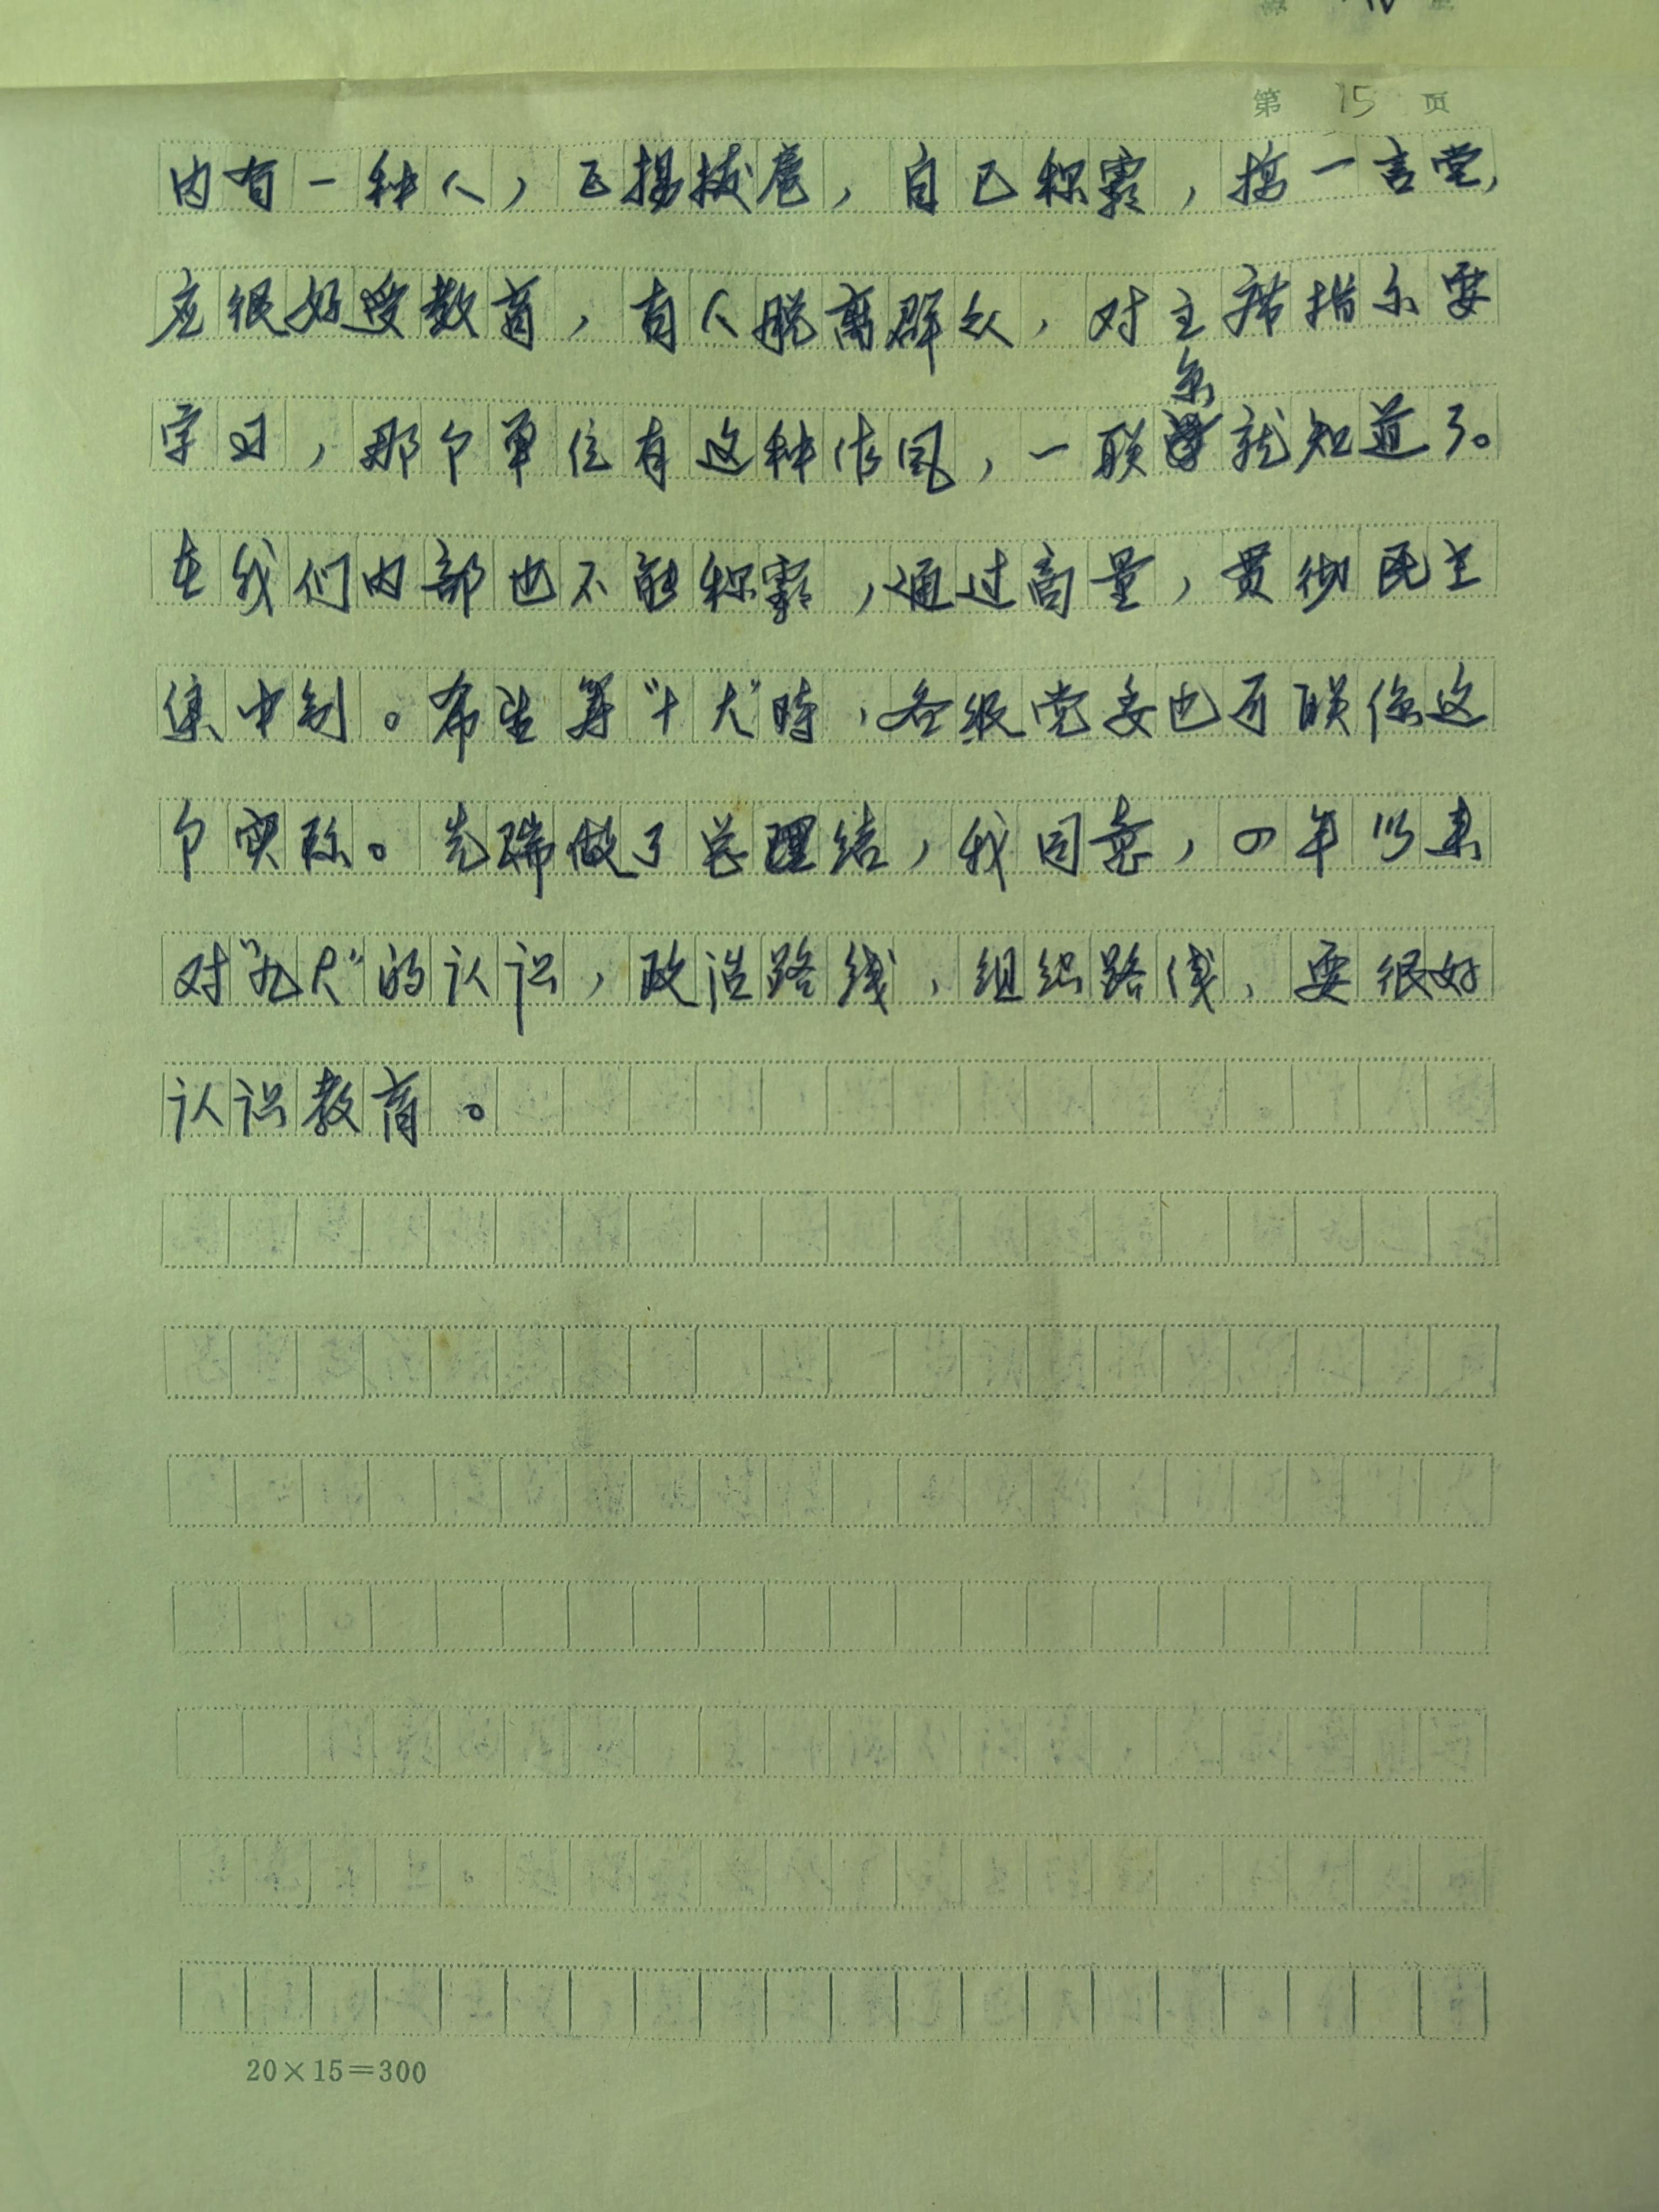 第 15 页
内有一种人，飞揚拔扈，自己称霸，搞一言堂，
应很好受教育，有人脱离群众，对主席指示要
学习，那个单位有这种作风，一联系就知道了。
在我们内部也不能称霸，通过商量，贯彻民主
集中制。希望筹“十大”时，各级党委也可联系这
个实际。先瑞做了总理结，我同意，四年以来
对“九大”的认识，政治路线，组织路线，要很好
认识教育。
20×15=300